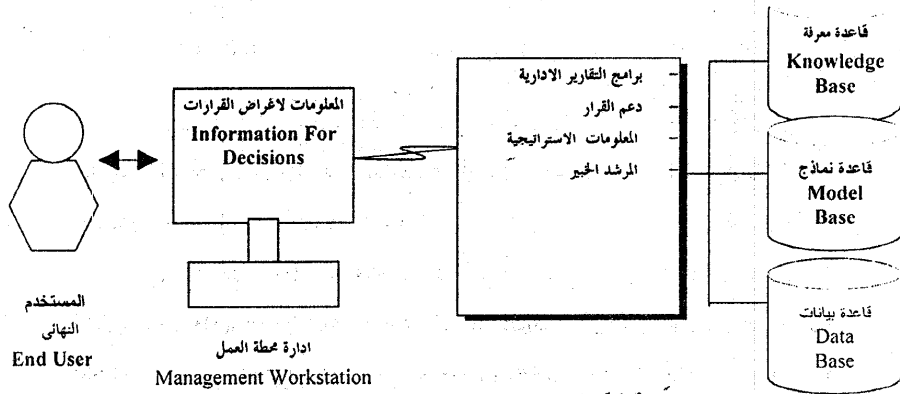 قاعدة معرفة
Knowledge
Base
برامج التقارير الادارية –
دعم القرار –
المعلومات الاستراتيجية –
المرشد الخبير –
المعلومات لاغراض القرارات
Information For
Decisions
قاعدة نماذج
Model
Base
قاعدة بيانات
Data
Base
المستخدم
النهائى
End User
ادارة محطة العمل
Management Workstation